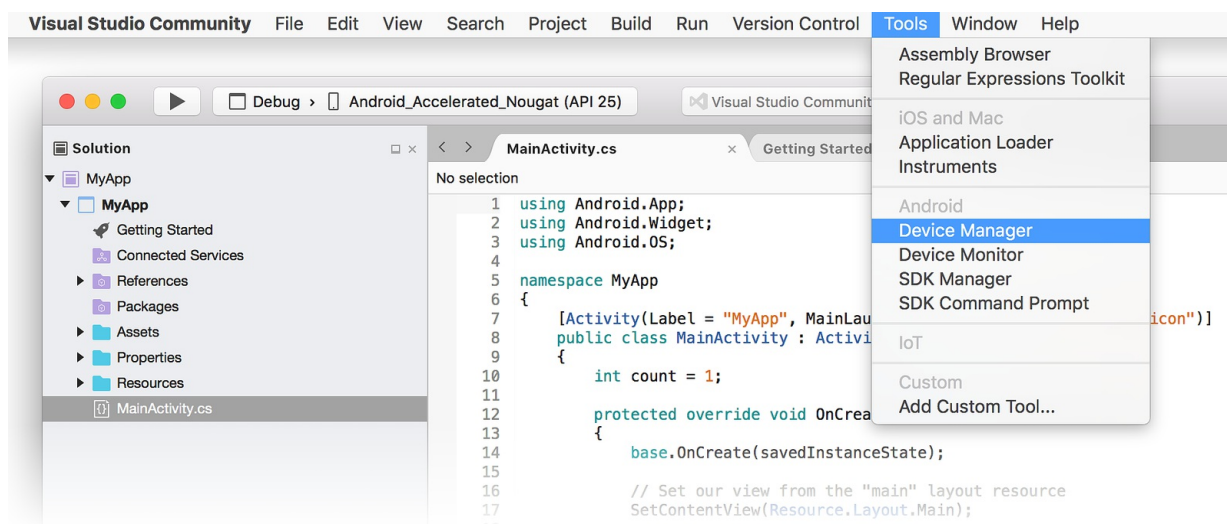 Visual Studio Community File Edit View Search Project Build Run Version Control Tools Window Help
Assembly Browser
Regular Expressions Toolkit
iOS and Mac
Application Loader
Instruments
Android
Device Manager
Device Monitor
SDK Manager
SDK Command Prompt
IoT
Custom
Add Custom Tool...
Debug › Android_Accelerated_Nougat (API 25)
Visual Studio Communit
Solution
MyApp
MyApp
Getting Started
Connected Services
References
Packages
Assets
Properties
Resources
MainActivity.cs
MainActivity.cs
Getting Started
No selection
1 using Android.App;
2 using Android.Widget;
3 using Android.OS;
4
5 namespace MyApp
6 {
7 [Activity(Label = "MyApp", MainLau icon")]
8 public class MainActivity : Activi
9 {
10 int count = 1;
11
12 protected override void OnCrea
13 {
14 base.OnCreate(savedInstanceState);
15
16 // Set our view from the "main" layout resource
17 SetContentView(Resource.Layout.Main);